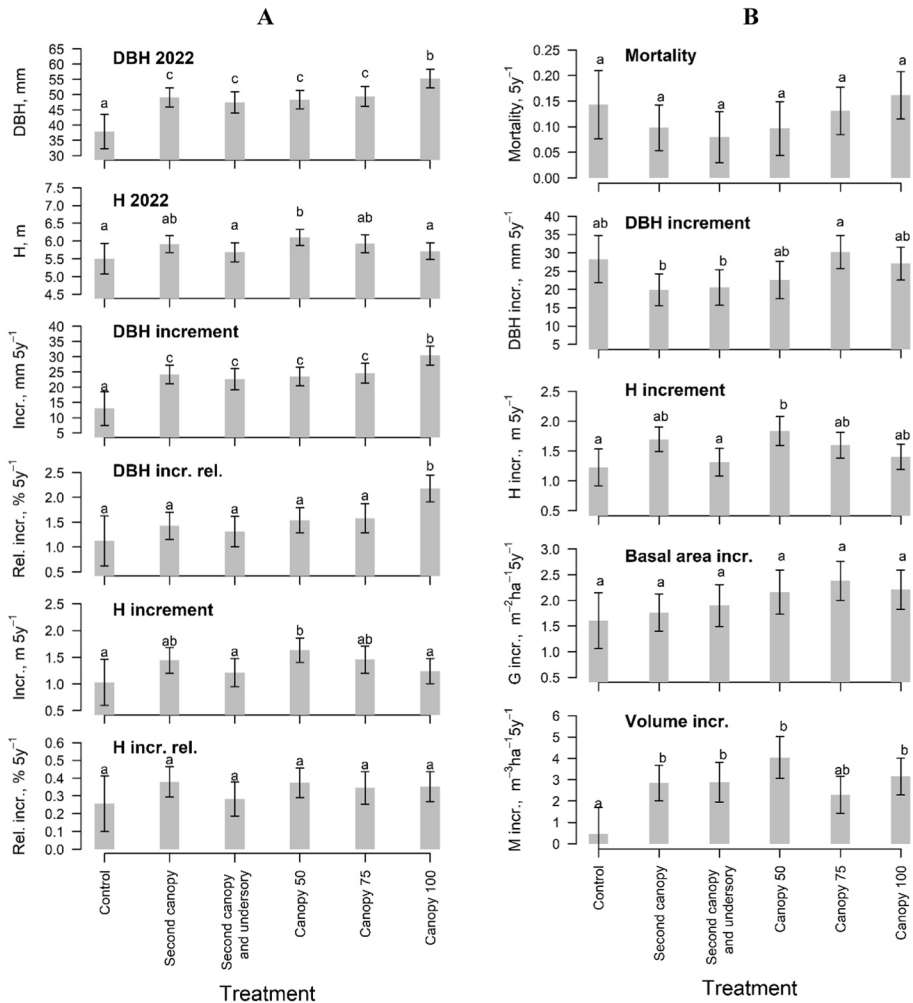 A
DBH 2022
DBH, mm
65
60
55
50
45
40
35
30
a
c
c
c
c
b
H 2022
H, m
7.5
7.0
6.5
6.0
5.5
5.0
4.5
a
ab
a
b
ab
a
DBH increment
Incr., mm 5y⁻¹
40
35
30
25
20
15
10
5
a
c
c
c
c
b
DBH incr. rel.
Rel. incr., % 5y⁻¹
2.5
2.0
1.5
1.0
0.5
a
a
a
a
a
b
H increment
Incr., m 5y⁻¹
2.5
2.0
1.5
1.0
0.5
a
ab
a
b
ab
a
H incr. rel.
Rel. incr., % 5y⁻¹
0.6
0.5
0.4
0.3
0.2
0.1
0.0
a
a
a
a
a
a
Control
Second canopy
Second canopy
and undersory
Canopy 50
Canopy 75
Canopy 100
Treatment
B
Mortality
Mortality, 5y⁻¹
0.25
0.20
0.15
0.10
0.05
0.00
a
a
a
a
a
a
DBH increment
DBH incr., mm 5y⁻¹
40
35
30
25
20
15
10
5
ab
b
b
ab
a
ab
H increment
H incr., m 5y⁻¹
2.5
2.0
1.5
1.0
0.5
a
ab
a
b
ab
ab
Basal area incr.
G incr., m⁻²ha⁻¹5y⁻¹
3.0
2.5
2.0
1.5
1.0
0.5
a
a
a
a
a
a
Volume incr.
M incr., m⁻³ha⁻¹5y⁻¹
6
5
4
3
2
1
0
a
b
b
b
ab
b
Control
Second canopy
Second canopy
and undersory
Canopy 50
Canopy 75
Canopy 100
Treatment